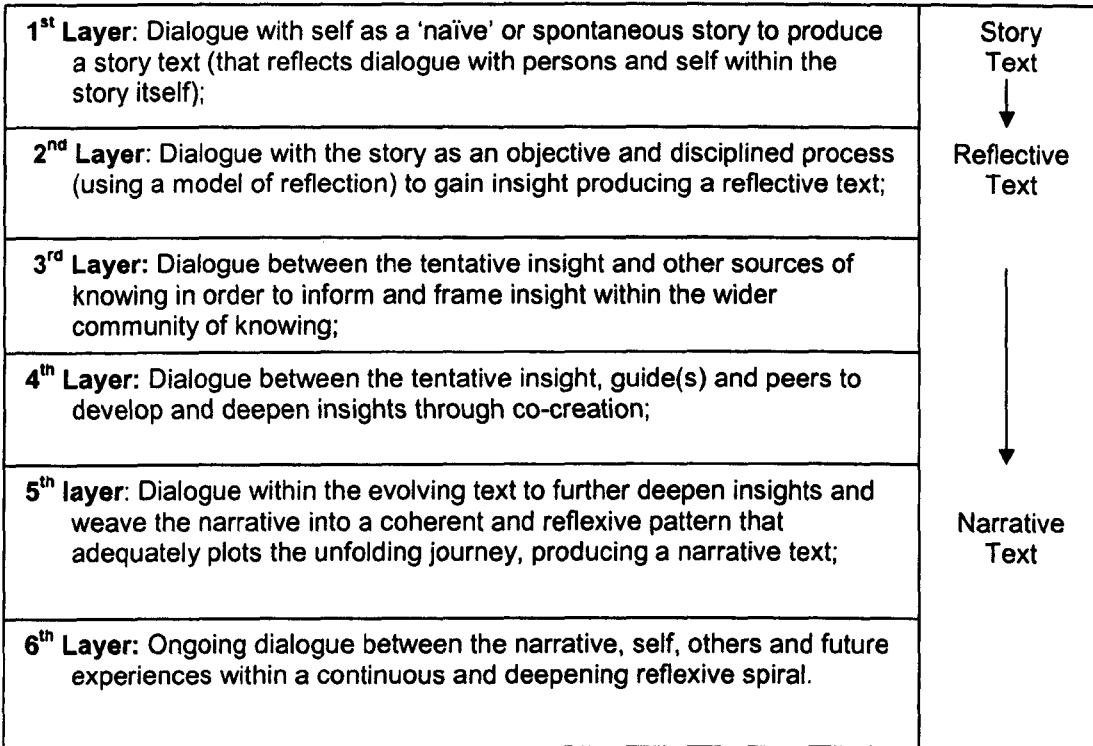 1st Layer: Dialogue with self as a 'naïve' or spontaneous story to produce
a story text (that reflects dialogue with persons and self within the
story itself);
Story
Text
2nd Layer: Dialogue with the story as an objective and disciplined process
(using a model of reflection) to gain insight producing a reflective text;
Reflective
Text
3rd Layer: Dialogue between the tentative insight and other sources of
knowing in order to inform and frame insight within the wider
community of knowing;
4th Layer: Dialogue between the tentative insight, guide(s) and peers to
develop and deepen insights through co-creation;
5th layer: Dialogue within the evolving text to further deepen insights and
weave the narrative into a coherent and reflexive pattern that
adequately plots the unfolding journey, producing a narrative text;
Narrative
Text
6th Layer: Ongoing dialogue between the narrative, self, others and future
experiences within a continuous and deepening reflexive spiral.